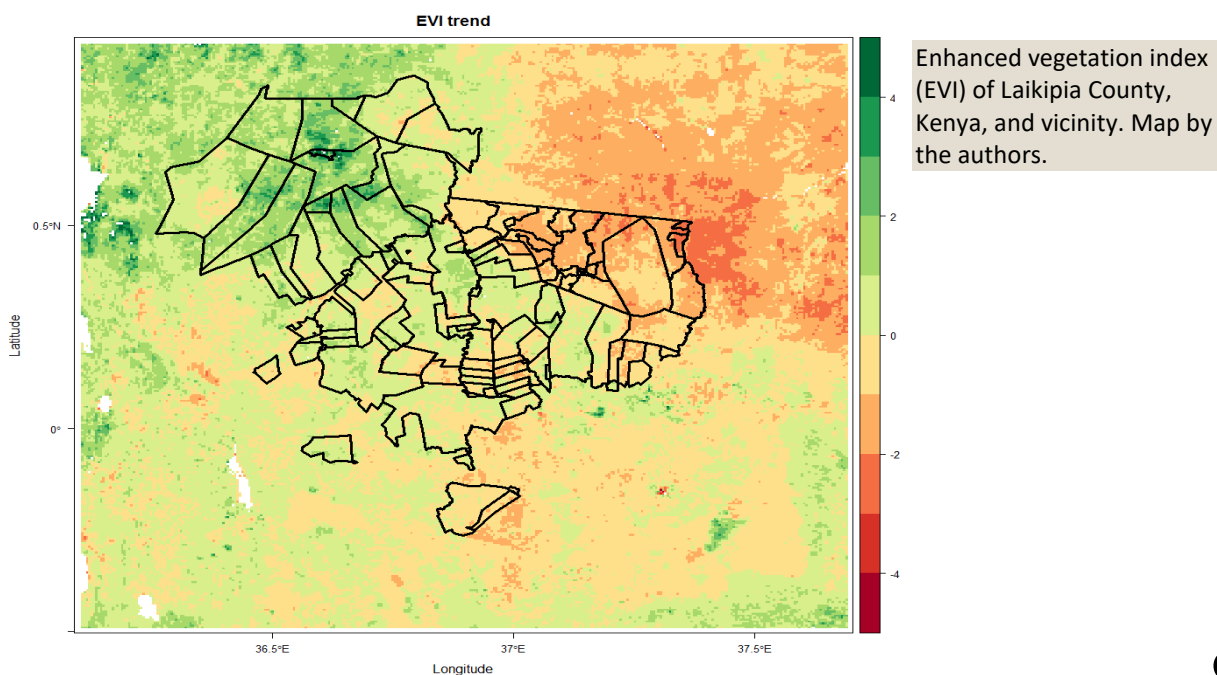 EVI trend
Enhanced vegetation index
(EVI) of Laikipia County,
Kenya, and vicinity. Map by
the authors.
4
2
0
-2
-4
0.5°N
0°
Latitude
36.5°E
37°E
37.5°E
Longitude